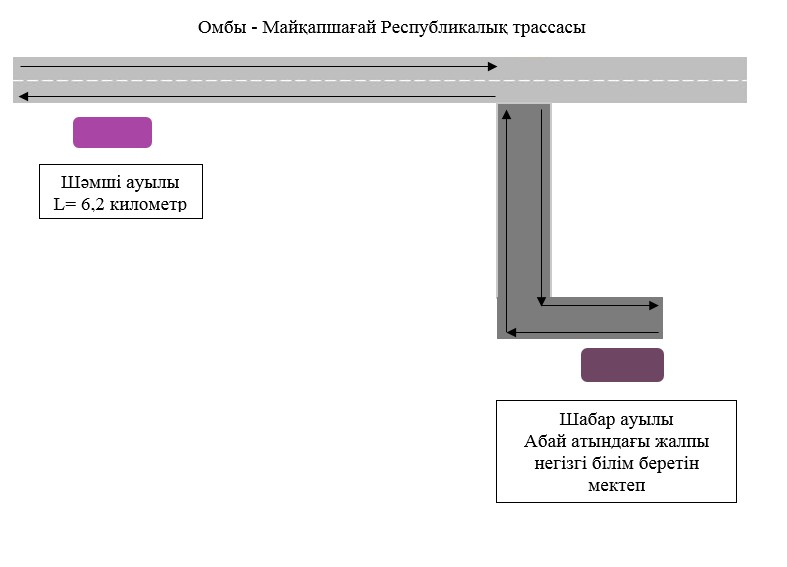 Омбы - Майқапшағай Республикалық трассасы
Шәмші ауылы
L= 6,2 километр
Шабар ауылы
Абай атындағы жалпы
негізгі білім беретін
мектеп